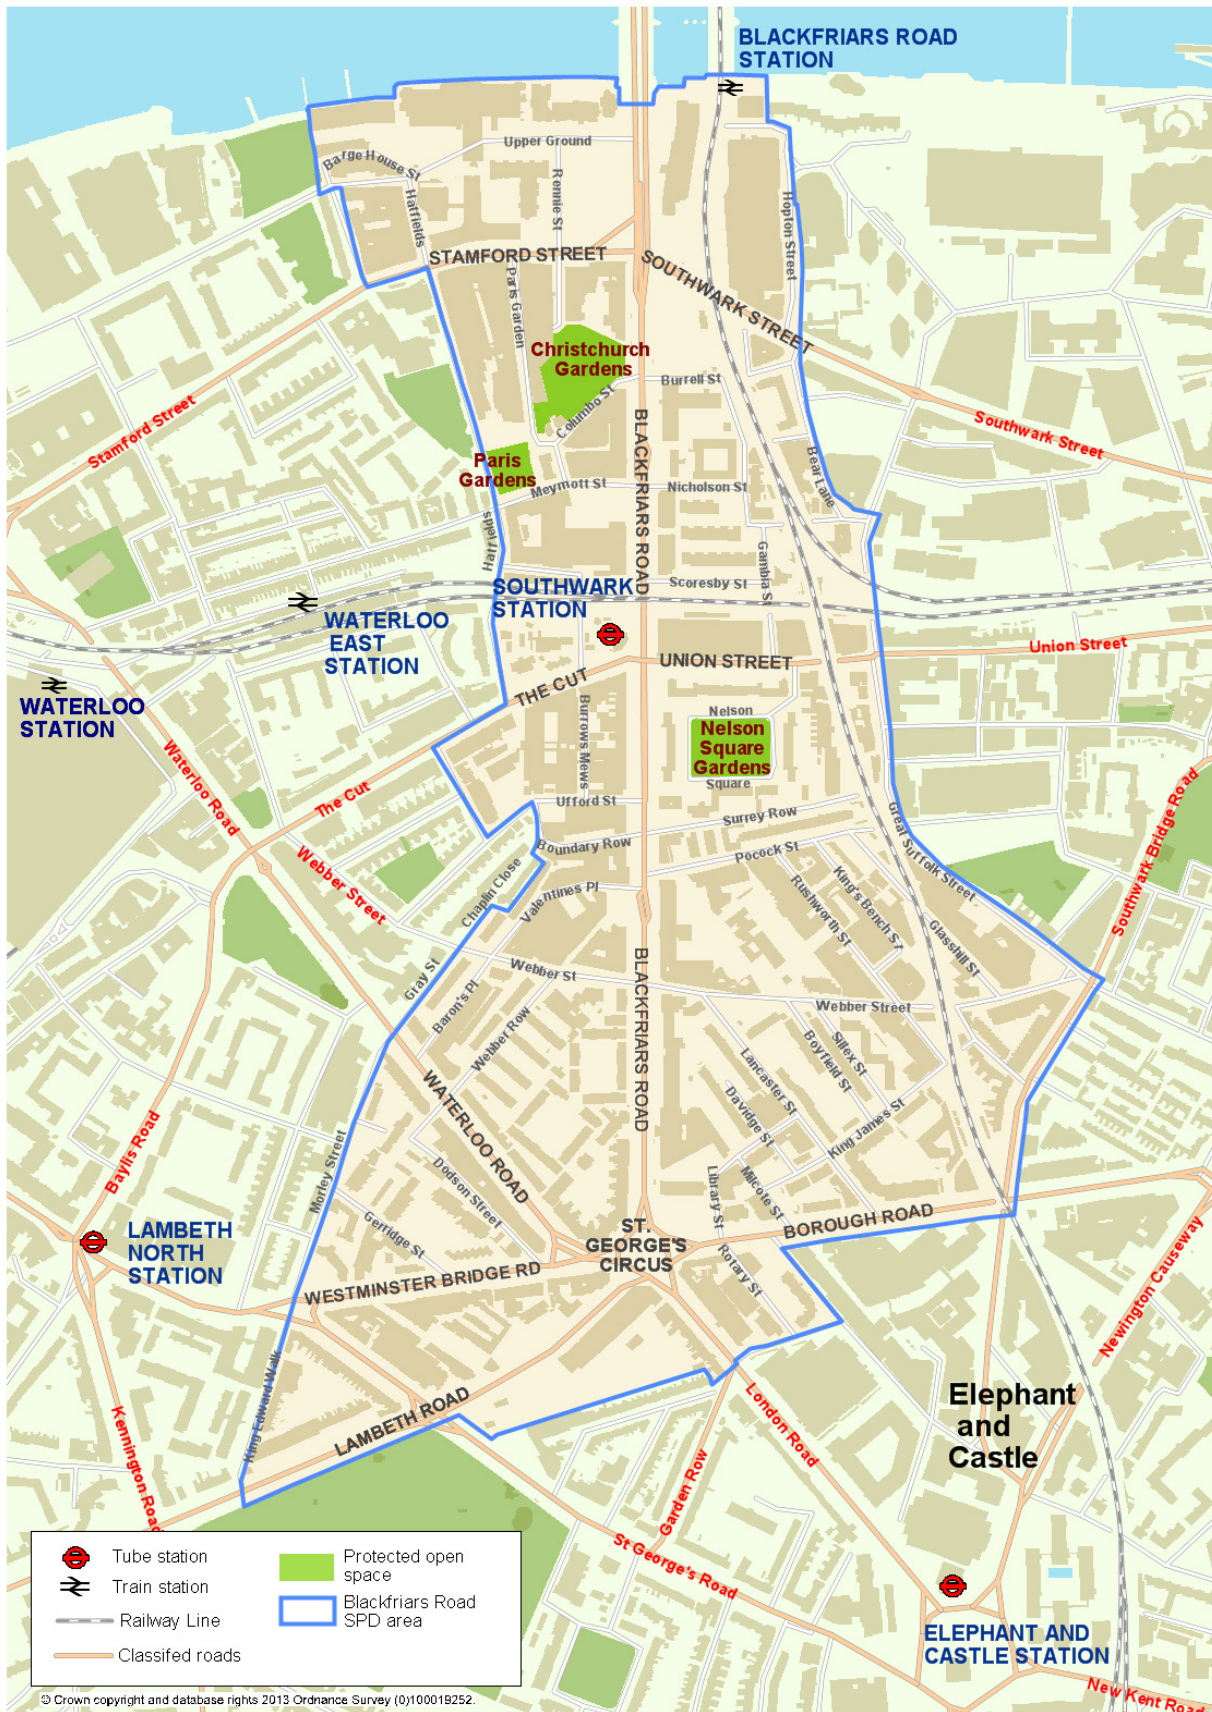 BLACKFRIARS ROAD
STATION
Upper Ground
Barge House St
Rennie St
Hatfields
Hopton Street
STAMFORD STREET
SOUTHWARK STREET
Paris Garden
Christchurch
Gardens
Burrell St
Columbo St
Stamford Street
BLACKFRIARS ROAD
Southwark Street
Bear Lane
Paris
Gardens
Meymott St
Nicholson St
Hatfields
Gambia St
Scoresby St
SOUTHWARK
STATION
WATERLOO
EAST
STATION
UNION STREET
Union Street
THE CUT
WATERLOO
STATION
Burrows Mews
Nelson
Nelson
Square
Gardens
Square
Waterloo Road
The Cut
Ufford St
Surrey Row
Great Suffolk Street
Southwark Bridge Road
Boundary Row
Pocock St
Webber Street
Chaplin Close
Valentines Pl
King's Bench St
Rushworth St
Glasshill St
BLACKFRIARS ROAD
Gray St
Webber St
Baron's Pl
Webber Row
Webber Street
Silex St
Boyfield St
Lancaster St
Davidge St
WATERLOO ROAD
King James St
Baylis Road
Morley Street
Dodson Street
Library St
Milcote St
Gerridge St
LAMBETH
NORTH
STATION
ST.
GEORGE'S
CIRCUS
BOROUGH ROAD
Rotary St
WESTMINSTER BRIDGE RD
Newington Causeway
King Edward Walk
LAMBETH ROAD
London Road
Elephant
and
Castle
Kennington Road
Garden Row
St George's Road
ELEPHANT AND
CASTLE STATION
New Kent Road
Tube station
Train station
Railway Line
Classifed roads
Protected open
space
Blackfriars Road
SPD area
© Crown copyright and database rights 2013 Ordnance Survey (0)100019252.